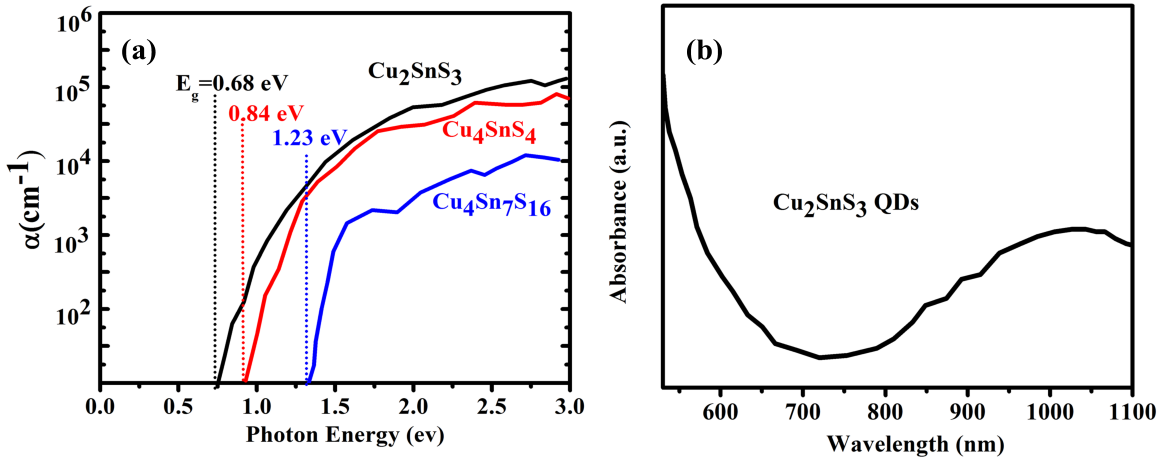 (a)
10^6
10^5
10^4
10^3
10^2
α(cm^-1)
E_g=0.68 eV
0.84 eV
1.23 eV
Cu_2SnS_3
Cu_4SnS_4
Cu_4Sn_7S_16
0.0 0.5 1.0 1.5 2.0 2.5 3.0
Photon Energy (ev)
(b)
Absorbance (a.u.)
Cu_2SnS_3 QDs
600 700 800 900 1000 1100
Wavelength (nm)